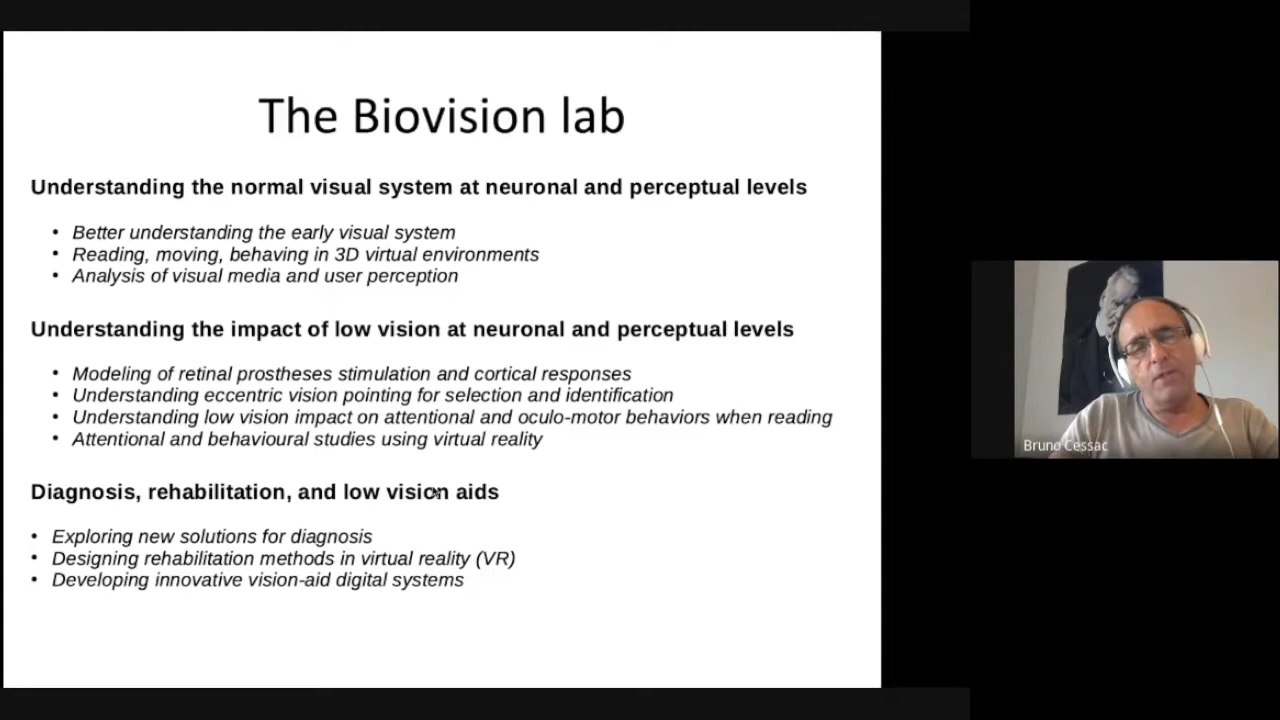 The Biovision lab
Understanding the normal visual system at neuronal and perceptual levels
• Better understanding the early visual system
• Reading, moving, behaving in 3D virtual environments
• Analysis of visual media and user perception
Understanding the impact of low vision at neuronal and perceptual levels
• Modeling of retinal prostheses stimulation and cortical responses
• Understanding eccentric vision pointing for selection and identification
• Understanding low vision impact on attentional and oculo-motor behaviors when reading
• Attentional and behavioural studies using virtual reality
Diagnosis, rehabilitation, and low vision aids
• Exploring new solutions for diagnosis
• Designing rehabilitation methods in virtual reality (VR)
• Developing innovative vision-aid digital systems
Bruno Cessac